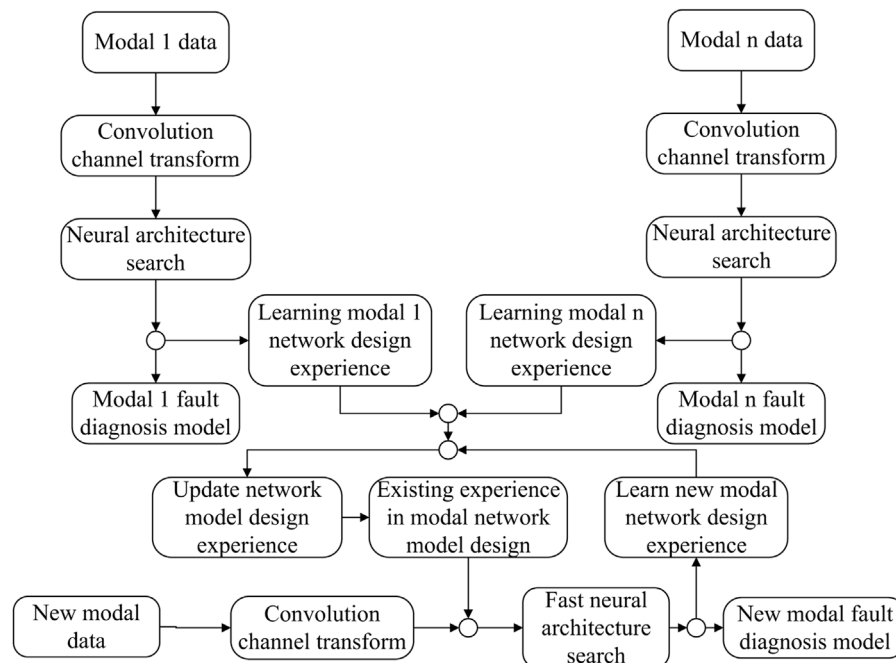 Modal 1 data
Modal n data
Convolution
channel transform
Convolution
channel transform
Neural architecture
search
Neural architecture
search
Learning modal 1
network design
experience
Learning modal n
network design
experience
Modal 1 fault
diagnosis model
Modal n fault
diagnosis model
Update network
model design
experience
Existing experience
in modal network
model design
Learn new modal
network design
experience
New modal
data
Convolution
channel transform
Fast neural
architecture
search
New modal fault
diagnosis model